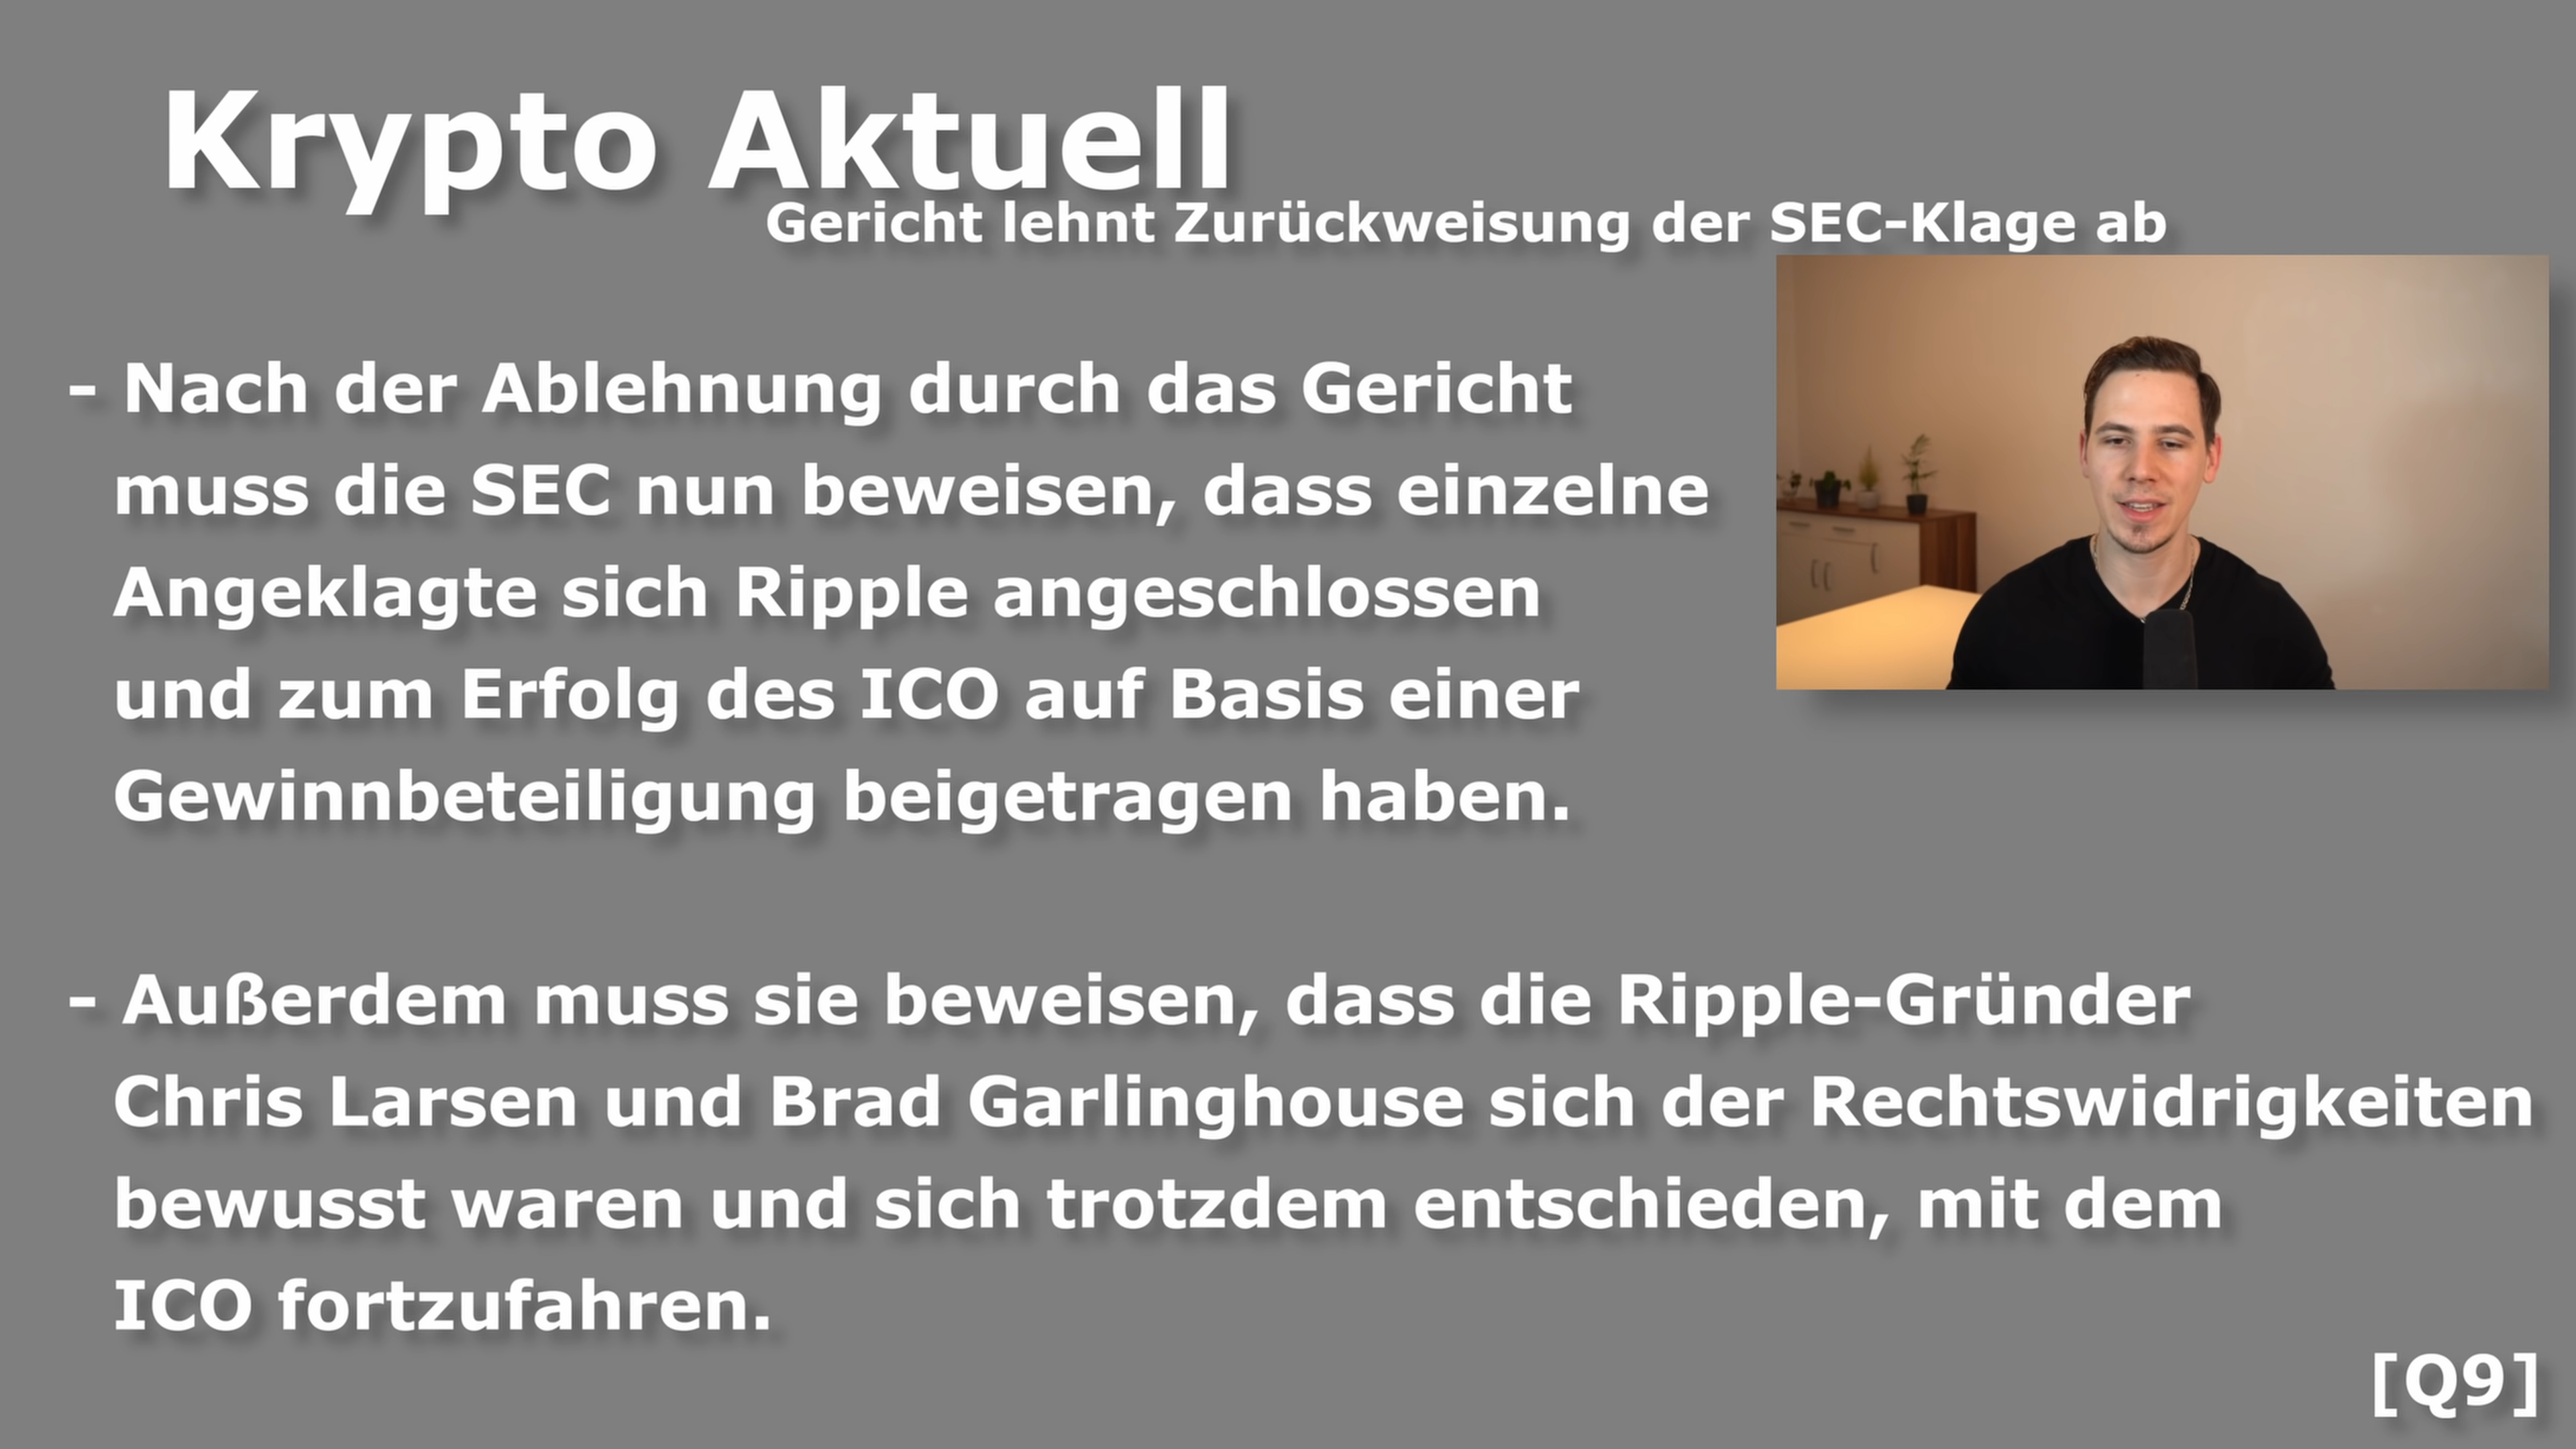 Krypto Aktuell
Gericht lehnt Zurückweisung der SEC-Klage ab
- Nach der Ablehnung durch das Gericht
muss die SEC nun beweisen, dass einzelne
Angeklagte sich Ripple angeschlossen
und zum Erfolg des ICO auf Basis einer
Gewinnbeteiligung beigetragen haben.
- Außerdem muss sie beweisen, dass die Ripple-Gründer
Chris Larsen und Brad Garlinghouse sich der Rechtswidrigkeiten
bewusst waren und sich trotzdem entschieden, mit dem
ICO fortzufahren.
[Q9]